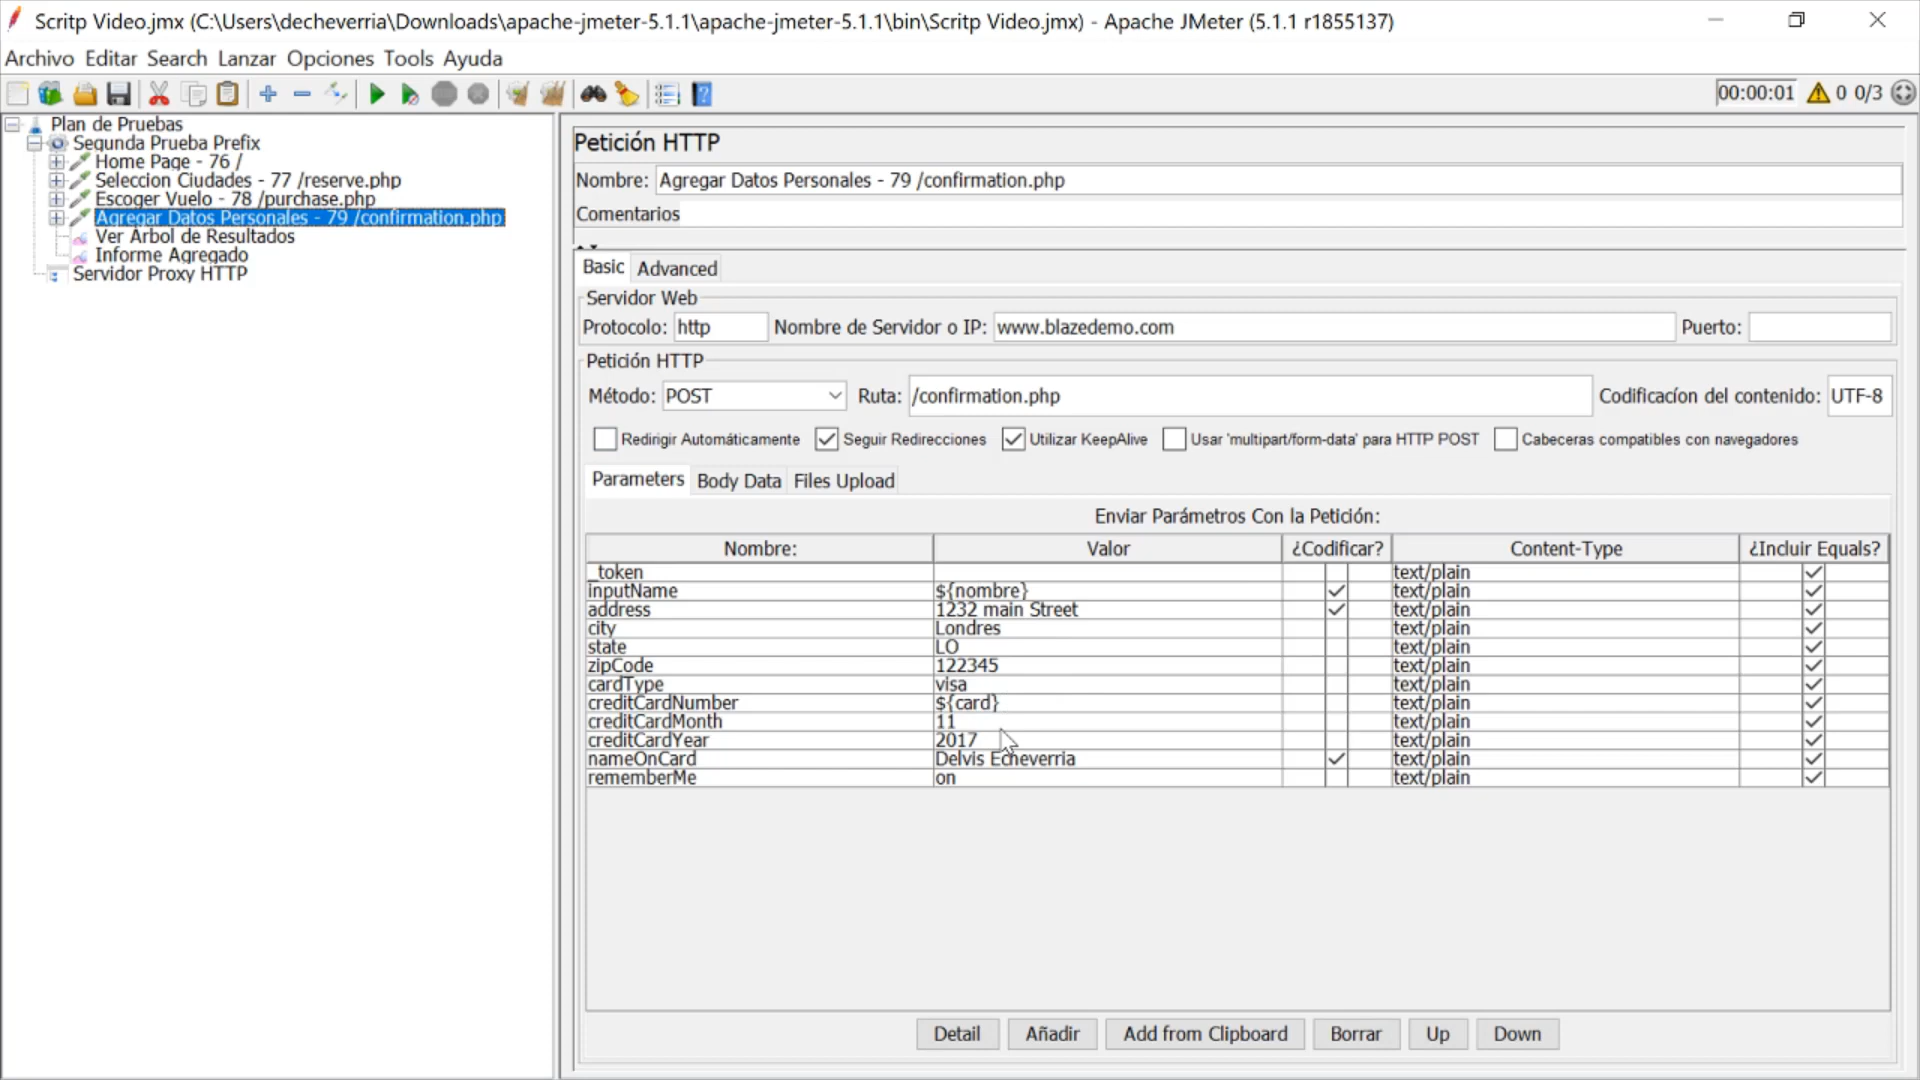 Scritp Video.jmx (C:\Users\decheverria\Downloads\apache-jmeter-5.1.1\apache-jmeter-5.1.1\bin\Scritp Video.jmx) - Apache JMeter (5.1.1 r1855137)
Archivo Editar Search Lanzar Opciones Tools Ayuda
00:00:01 0 0/3
Plan de Pruebas
Segunda Prueba Prefix
Home Page - 76 /
Seleccion Ciudades - 77 /reserve.php
Escoger Vuelo - 78 /purchase.php
Agregar Datos Personales - 79 /confirmation.php
Ver Árbol de Resultados
Informe Agregado
Servidor Proxy HTTP
Petición HTTP
Nombre: Agregar Datos Personales - 79 /confirmation.php
Comentarios
Basic Advanced
Servidor Web
Protocolo: http Nombre de Servidor o IP: www.blazedemo.com Puerto:
Petición HTTP
Método: POST Ruta: /confirmation.php Codificacíon del contenido: UTF-8
Redirigir Automáticamente Seguir Redirecciones Utilizar KeepAlive Usar 'multipart/form-data' para HTTP POST Cabeceras compatibles con navegadores
Parameters Body Data Files Upload
Enviar Parámetros Con la Petición:
Nombre: Valor ¿Codificar? Content-Type ¿Incluir Equals?
_token text/plain
inputName ${nombre} text/plain
address 1232 main Street text/plain
city Londres text/plain
state LO text/plain
zipCode 122345 text/plain
cardType visa text/plain
creditCardNumber ${card} text/plain
creditCardMonth 11 text/plain
creditCardYear 2017 text/plain
nameOnCard Delvis Echeverria text/plain
rememberMe on text/plain
Detail Añadir Add from Clipboard Borrar Up Down